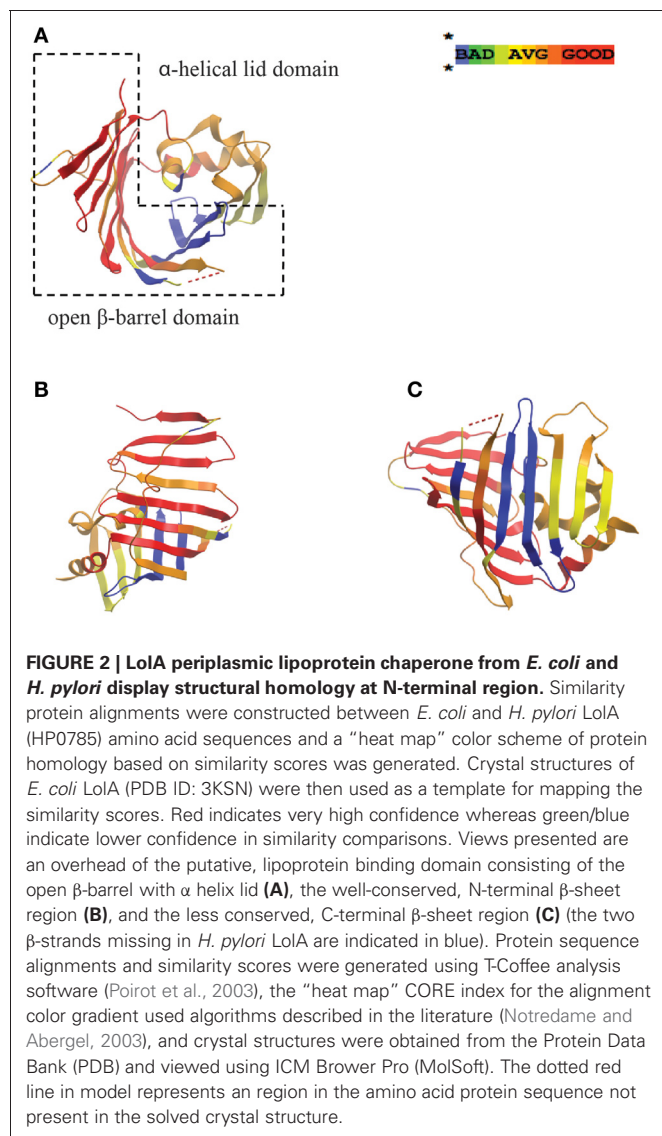 A
α-helical lid domain
* BAD AVG GOOD
*
open β-barrel domain
B
C
FIGURE 2 | LolA periplasmic lipoprotein chaperone from E. coli and
H. pylori display structural homology at N-terminal region. Similarity
protein alignments were constructed between E. coli and H. pylori LolA
(HP0785) amino acid sequences and a “heat map” color scheme of protein
homology based on similarity scores was generated. Crystal structures of
E. coli LolA (PDB ID: 3KSN) were then used as a template for mapping the
similarity scores. Red indicates very high confidence whereas green/blue
indicate lower confidence in similarity comparisons. Views presented are
an overhead of the putative, lipoprotein binding domain consisting of the
open β-barrel with α helix lid (A), the well-conserved, N-terminal β-sheet
region (B), and the less conserved, C-terminal β-sheet region (C) (the two
β-strands missing in H. pylori LolA are indicated in blue). Protein sequence
alignments and similarity scores were generated using T-Coffee analysis
software (Poirot et al., 2003), the “heat map” CORE index for the alignment
color gradient used algorithms described in the literature (Notredame and
Abergel, 2003), and crystal structures were obtained from the Protein Data
Bank (PDB) and viewed using ICM Brower Pro (MolSoft). The dotted red
line in model represents an region in the amino acid protein sequence not
present in the solved crystal structure.